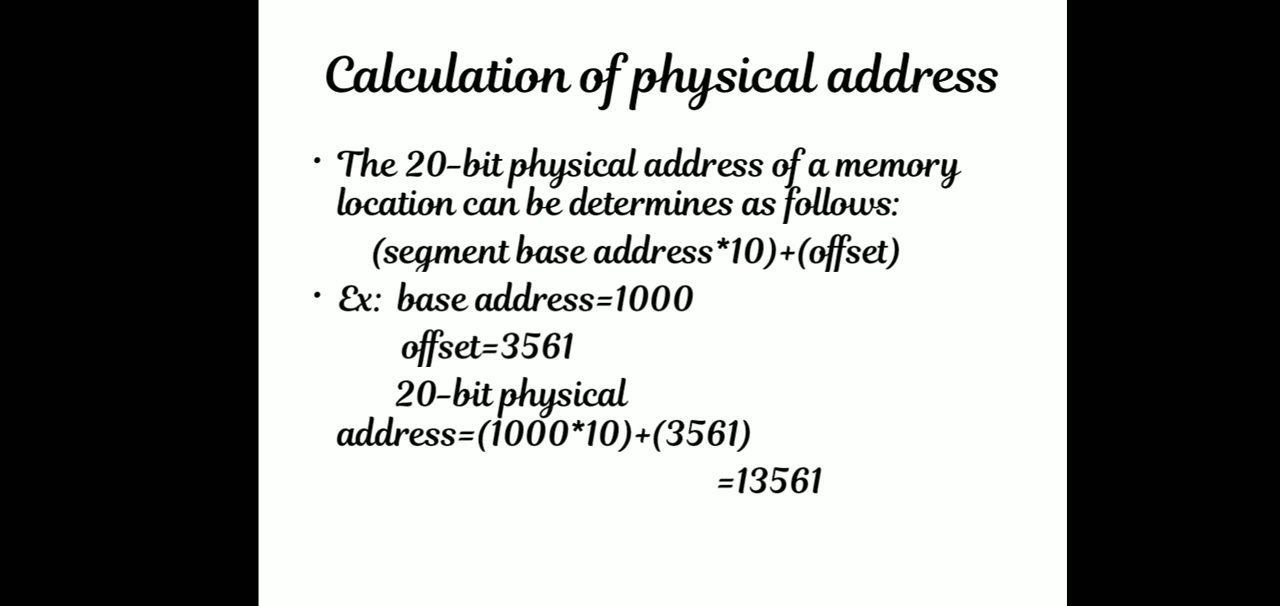 Calculation of physical address
• The 20-bit physical address of a memory
location can be determines as follows:
(segment base address*10)+(offset)
• Ex: base address=1000
offset=3561
20-bit physical
address=(1000*10)+(3561)
=13561